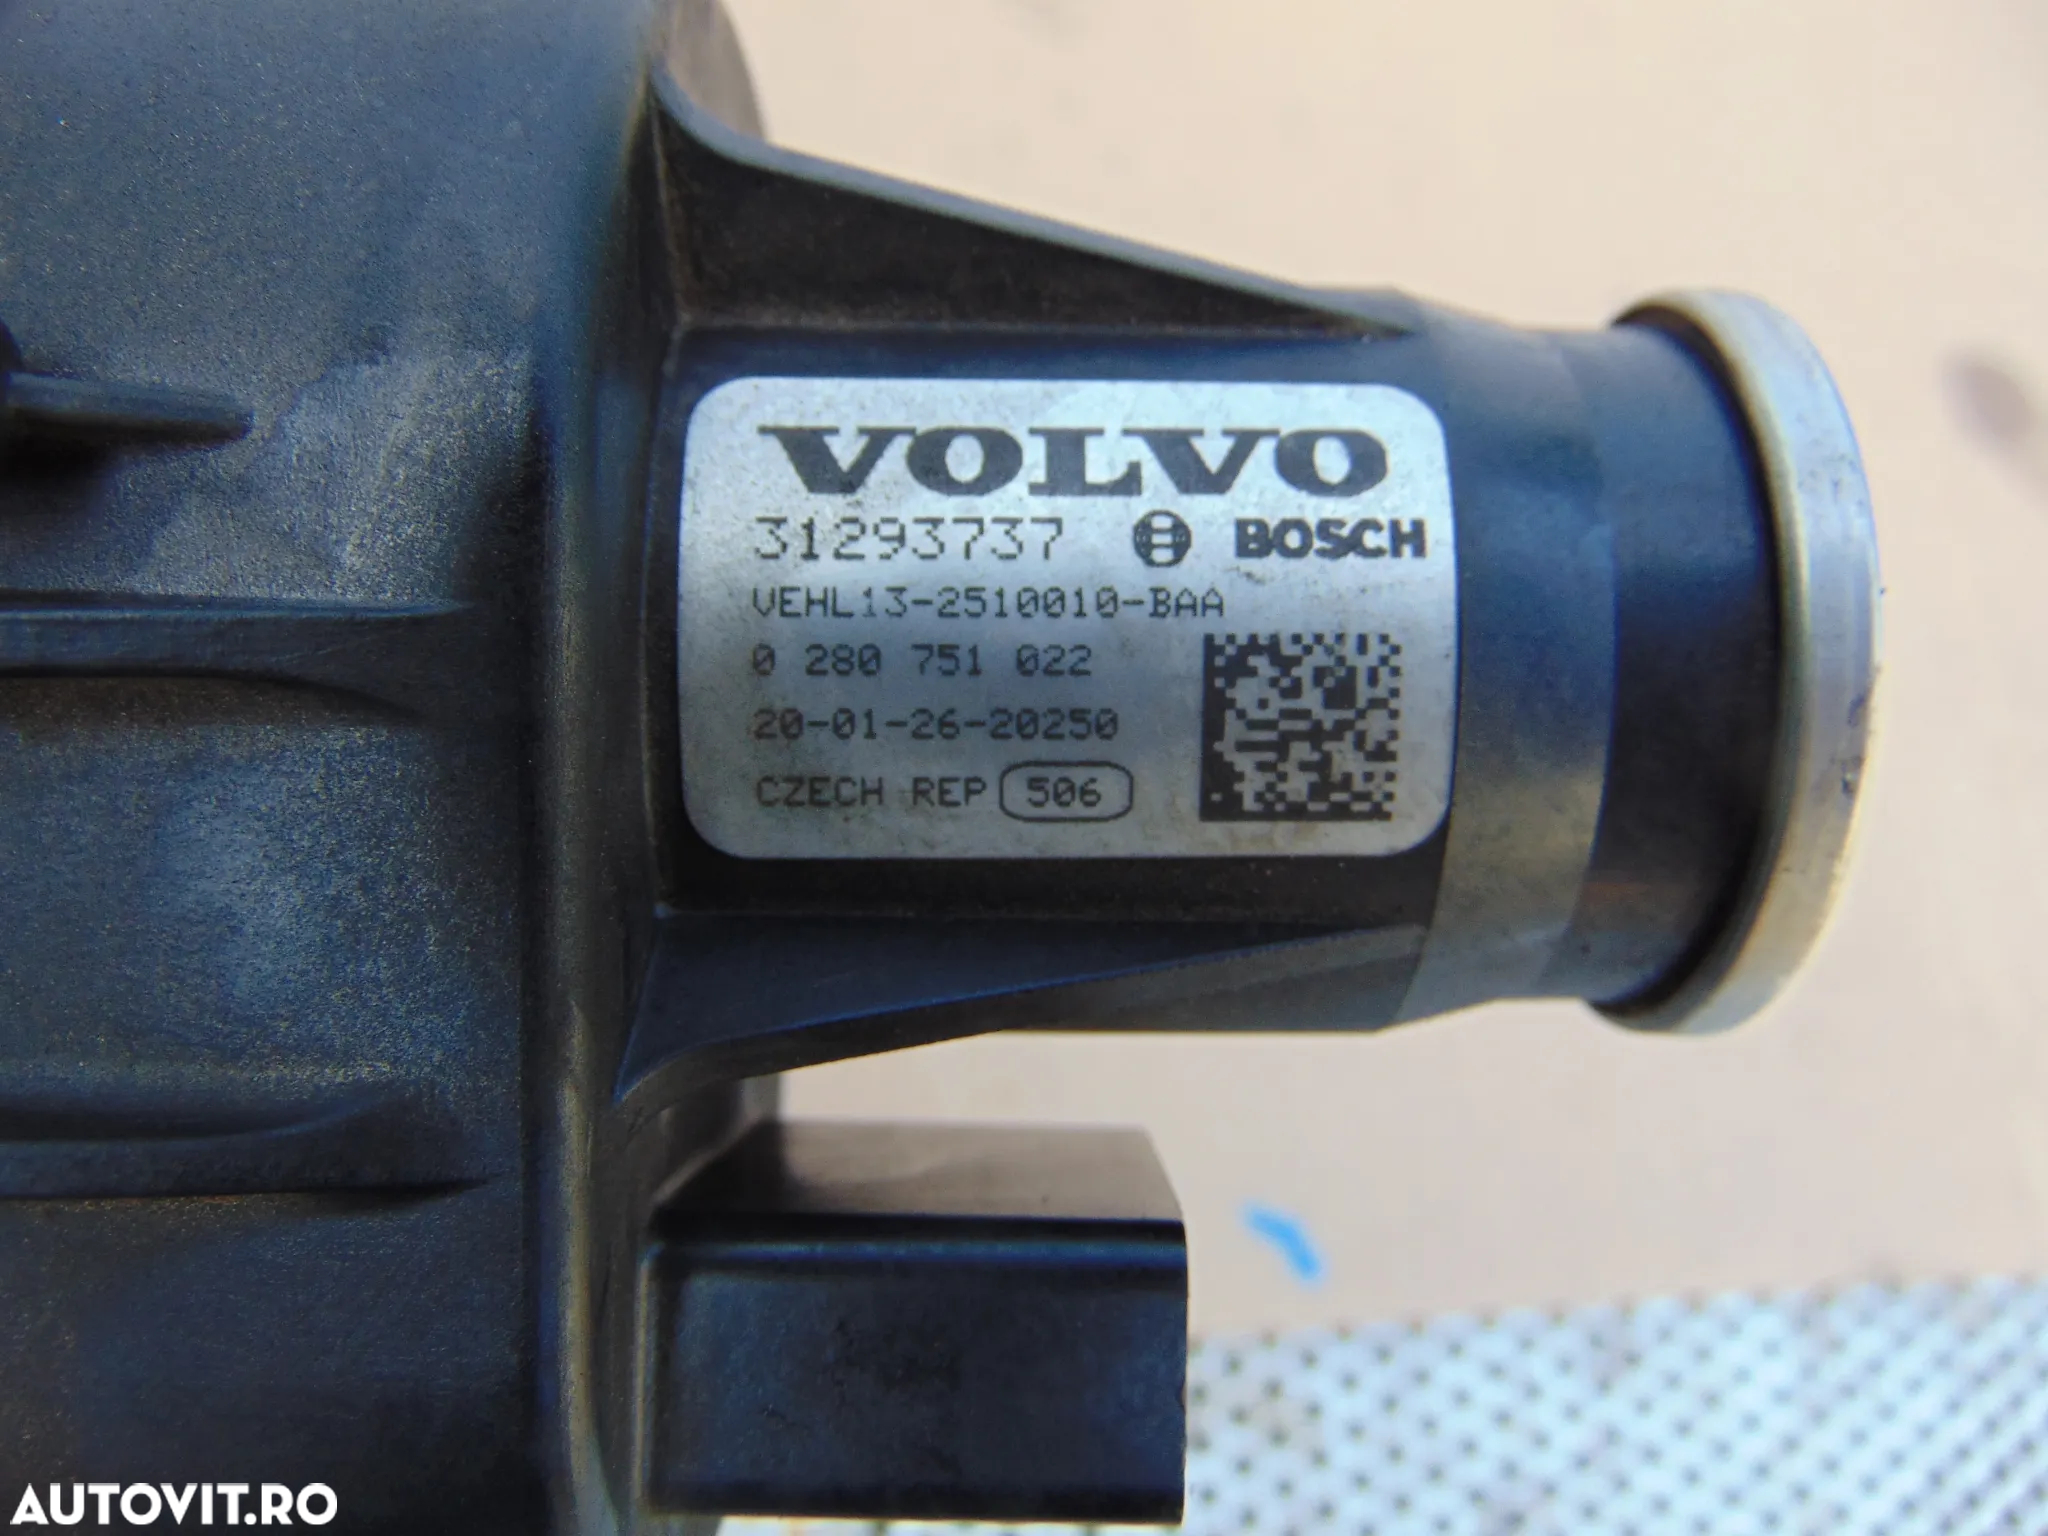 VOLVO
31293737 BOSCH
VEHL13-2510010-BAA
0 280 751 022
20-01-26-20250
CZECH REP 506
AUTOVIT.RO